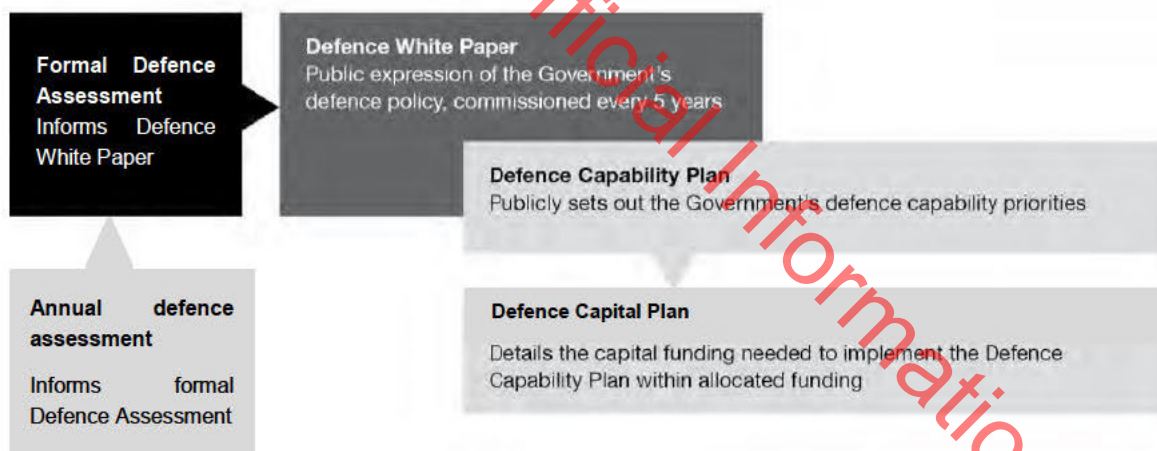 Formal Defence
Assessment
Informs Defence
White Paper
Defence White Paper
Public expression of the Government's
defence policy, commissioned every 5 years
Defence Capability Plan
Publicly sets out the Government's defence capability priorities
Annual defence
assessment
Informs formal
Defence Assessment
Defence Capital Plan
Details the capital funding needed to implement the Defence
Capability Plan within allocated funding
ficial Informatio